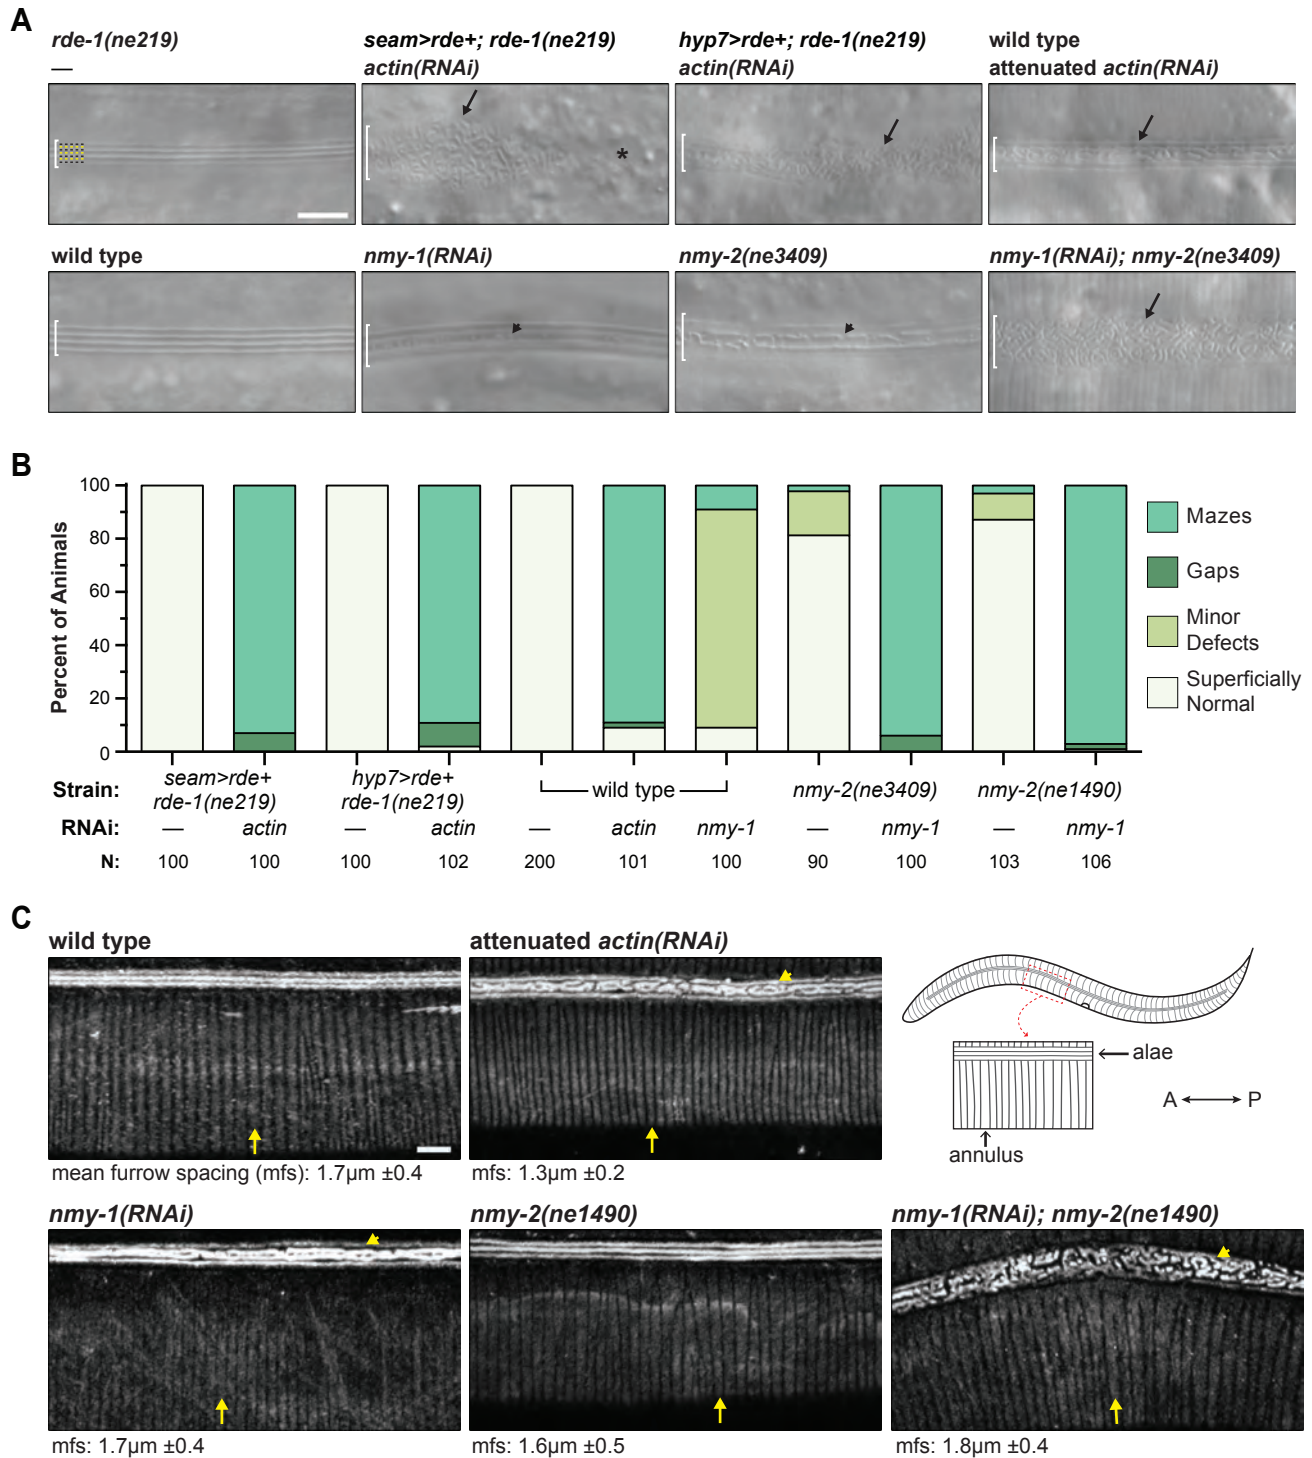 A
rde-1(ne219)
—
seam>rde+; rde-1(ne219)
actin(RNAi)
hyp7>rde+; rde-1(ne219)
actin(RNAi)
wild type
attenuated actin(RNAi)
*
wild type
nmy-1(RNAi)
nmy-2(ne3409)
nmy-1(RNAi); nmy-2(ne3409)
B
Percent of Animals
100
80
60
40
20
0
Mazes
Gaps
Minor
Defects
Superficially
Normal
Strain:
seam>rde+
rde-1(ne219)
hyp7>rde+
rde-1(ne219)
wild type
nmy-2(ne3409)
nmy-2(ne1490)
RNAi: — actin — actin — actin nmy-1 — nmy-1 — nmy-1
N: 100 100 100 102 200 101 100 90 100 103 106
C
wild type
mean furrow spacing (mfs): 1.7µm ±0.4
attenuated actin(RNAi)
mfs: 1.3µm ±0.2
alae
A P
annulus
nmy-1(RNAi)
mfs: 1.7µm ±0.4
nmy-2(ne1490)
mfs: 1.6µm ±0.5
nmy-1(RNAi); nmy-2(ne1490)
mfs: 1.8µm ±0.4